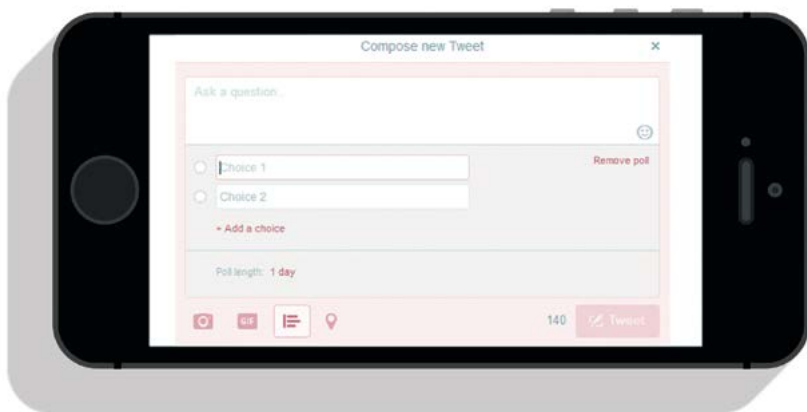 Compose new Tweet ×
Ask a question...
Choice 1
Remove poll
Choice 2
+ Add a choice
Poll length: 1 day
GIF
140 Tweet